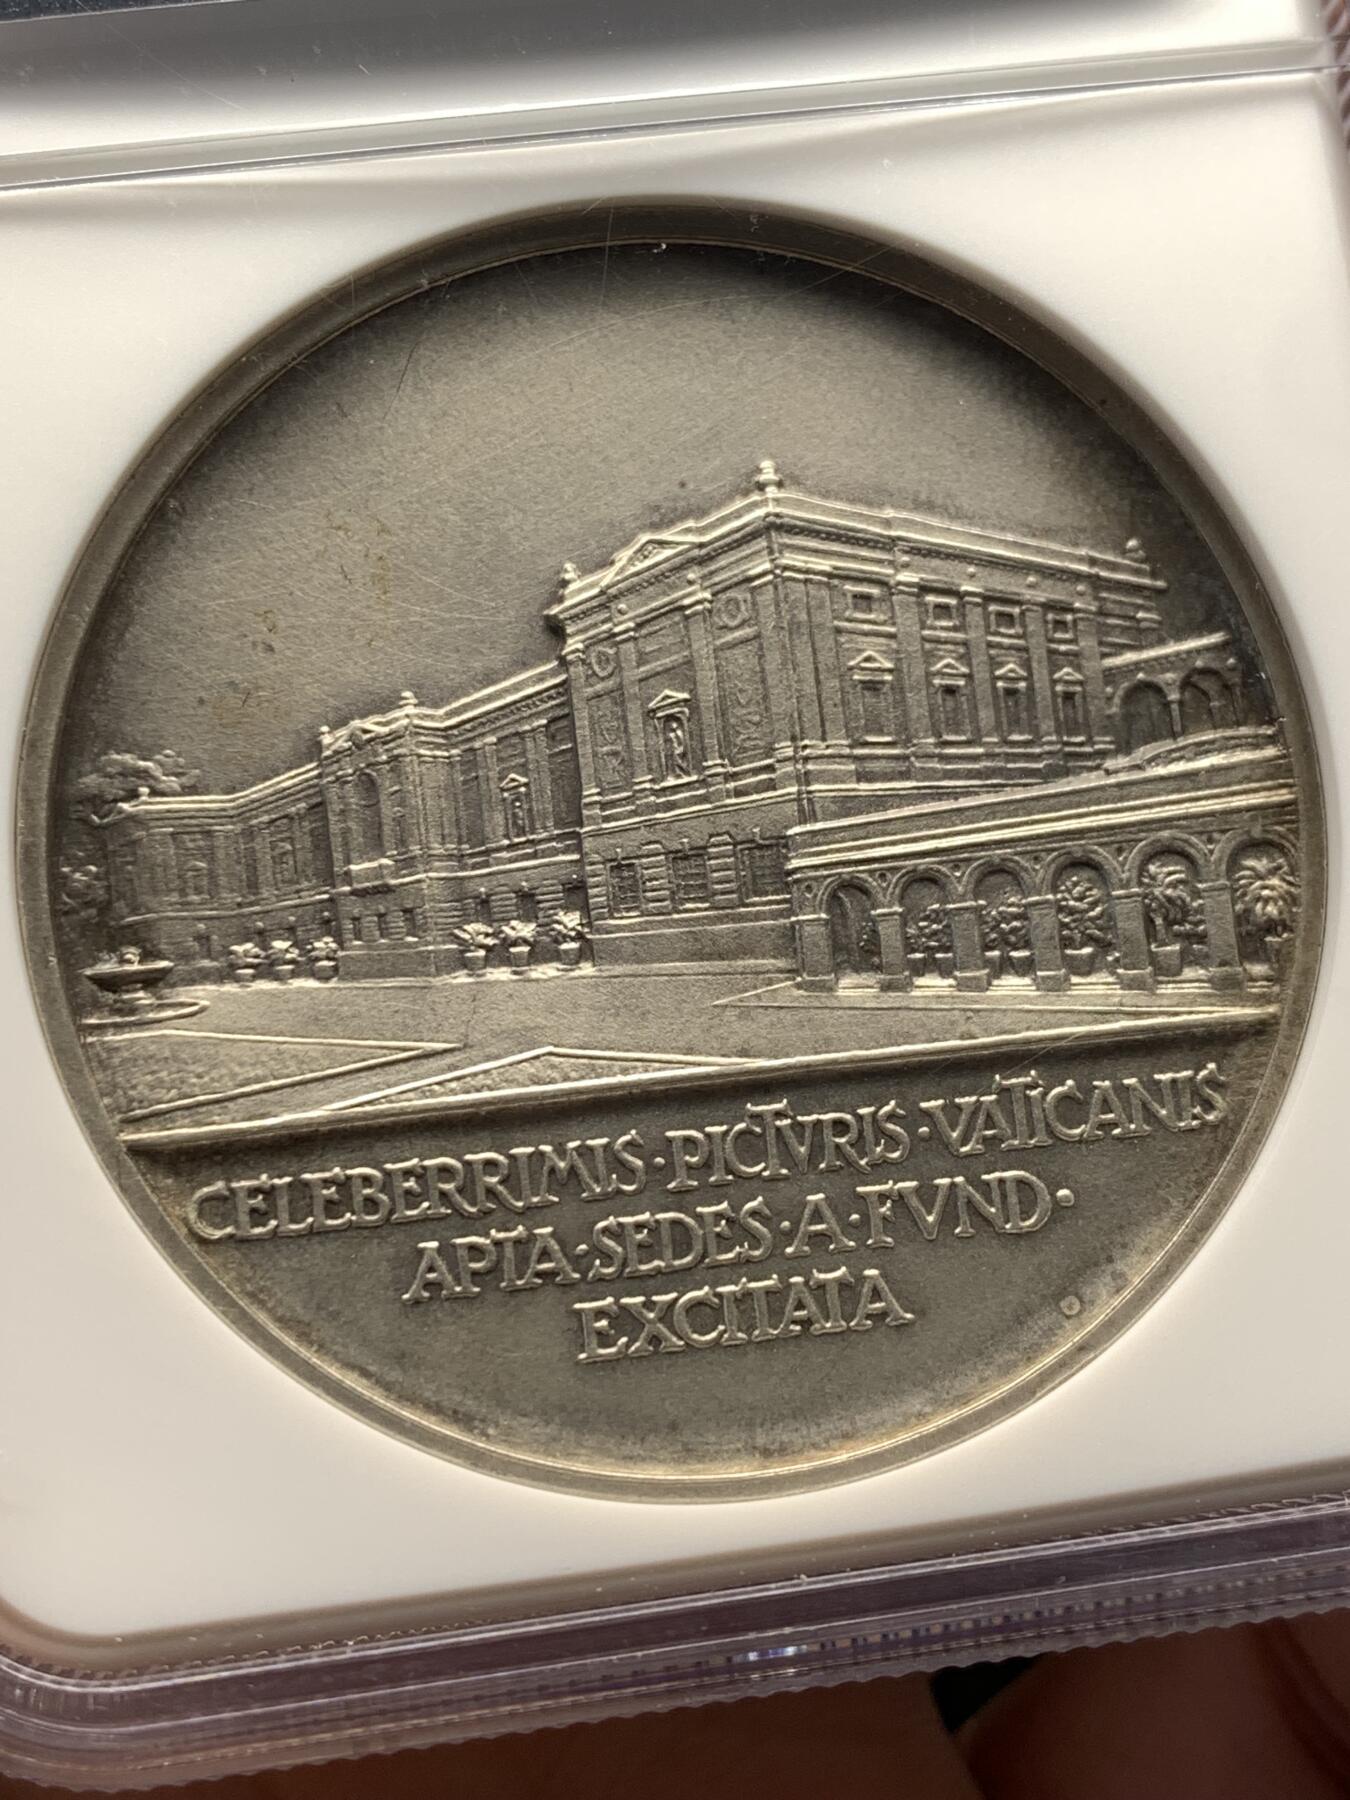 CELEBERRIMIS·PICTVRIS·VATICANIS
APTA·SEDES·A·FVND·
EXCITATA